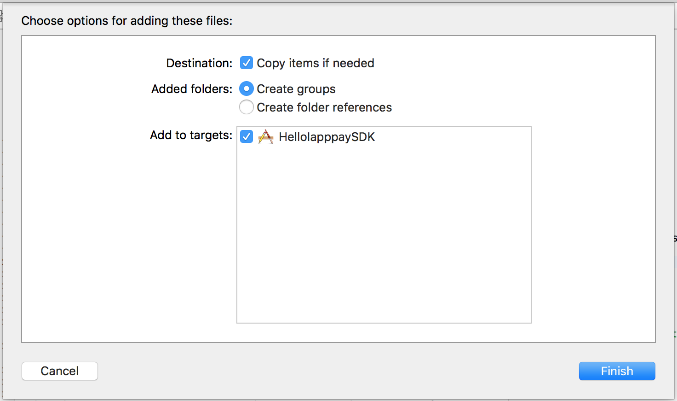 Choose options for adding these files:
Destination: Copy items if needed
Added folders: Create groups
Create folder references
Add to targets: HelloIapppaySDK
Cancel Finish